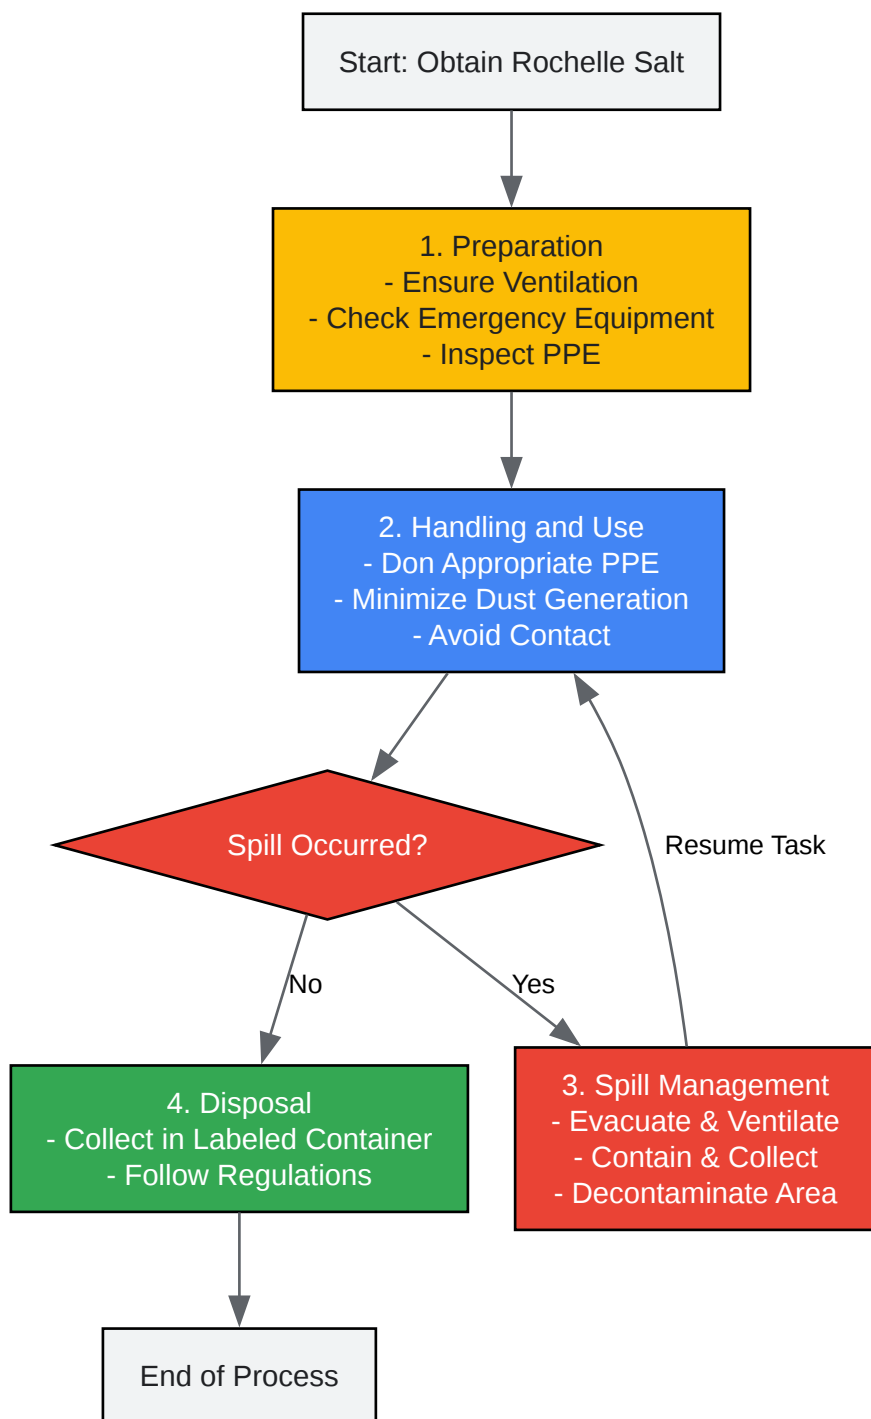 Start: Obtain Rochelle Salt
1. Preparation
- Ensure Ventilation
- Check Emergency Equipment
- Inspect PPE
2. Handling and Use
- Don Appropriate PPE
- Minimize Dust Generation
- Avoid Contact
Spill Occurred?
Resume Task
No
Yes
3. Spill Management
- Evacuate & Ventilate
- Contain & Collect
- Decontaminate Area
4. Disposal
- Collect in Labeled Container
- Follow Regulations
End of Process